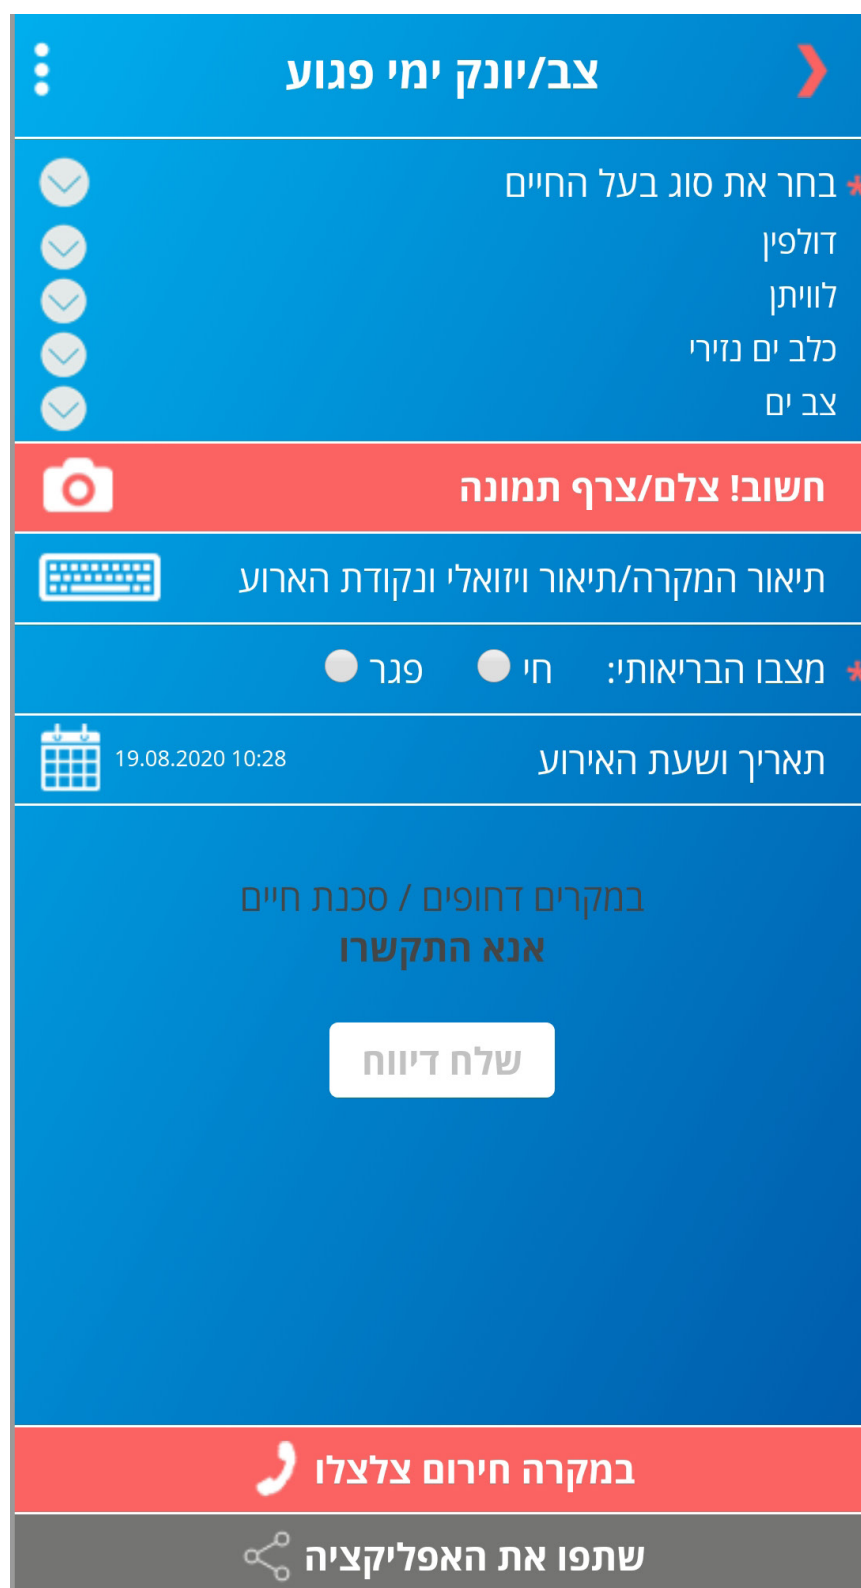 צב/יונק ימי פגוע
* בחר את סוג בעל החיים
דולפין
לוויתן
כלב ים נזירי
צב ים
חשוב! צלם/צרף תמונה
תיאור המקרה/תיאור ויזואלי ונקודת הארוע
* מצבו הבריאותי: חי פגר
תאריך ושעת האירוע 19.08.2020 10:28
במקרים דחופים / סכנת חיים
אנא התקשרו
שלח דיווח
במקרה חירום צלצלו
שתפו את האפליקציה